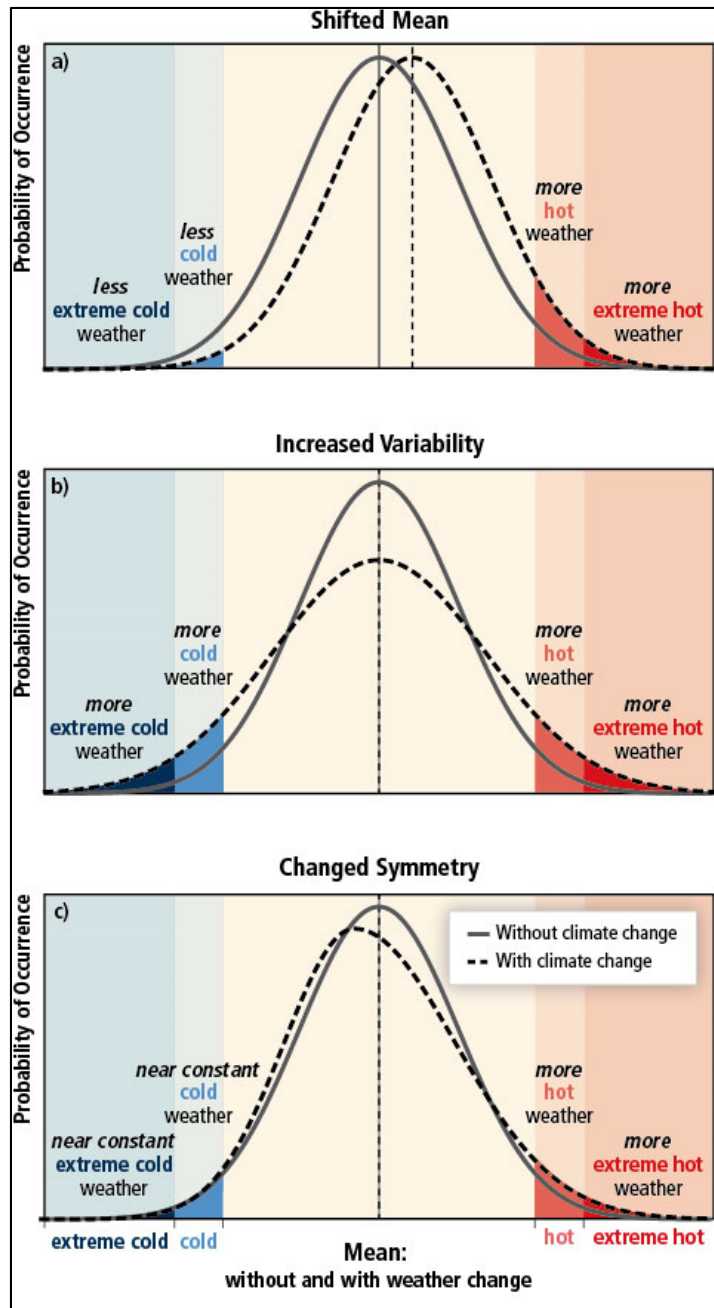 Shifted Mean
a)
Probability of Occurrence
less
cold
weather
less
extreme cold
weather
more
hot
weather
more
extreme hot
weather
Increased Variability
b)
Probability of Occurrence
more
cold
weather
more
extreme cold
weather
more
hot
weather
more
extreme hot
weather
Changed Symmetry
c)
Probability of Occurrence
Without climate change
With climate change
near constant
cold
weather
near constant
extreme cold
weather
more
hot
weather
more
extreme hot
weather
extreme cold
cold
hot
extreme hot
Mean:
without and with weather change